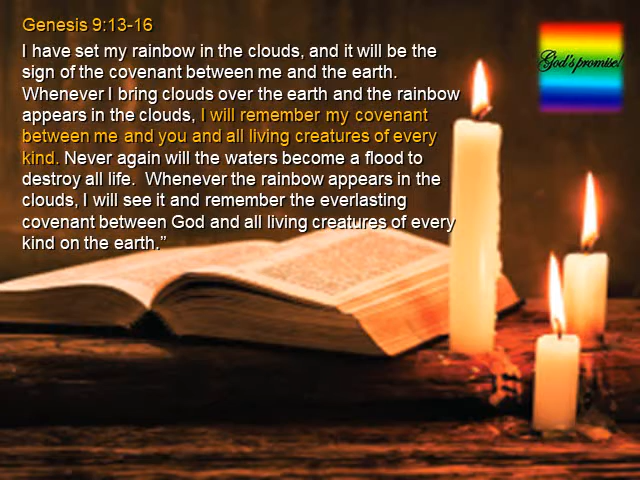 Genesis 9:13-16
I have set my rainbow in the clouds, and it will be the
sign of the covenant between me and the earth.
Whenever I bring clouds over the earth and the rainbow
appears in the clouds, I will remember my covenant
between me and you and all living creatures of every
kind. Never again will the waters become a flood to
destroy all life.  Whenever the rainbow appears in the
clouds, I will see it and remember the everlasting
covenant between God and all living creatures of every
kind on the earth.”
God's promise!